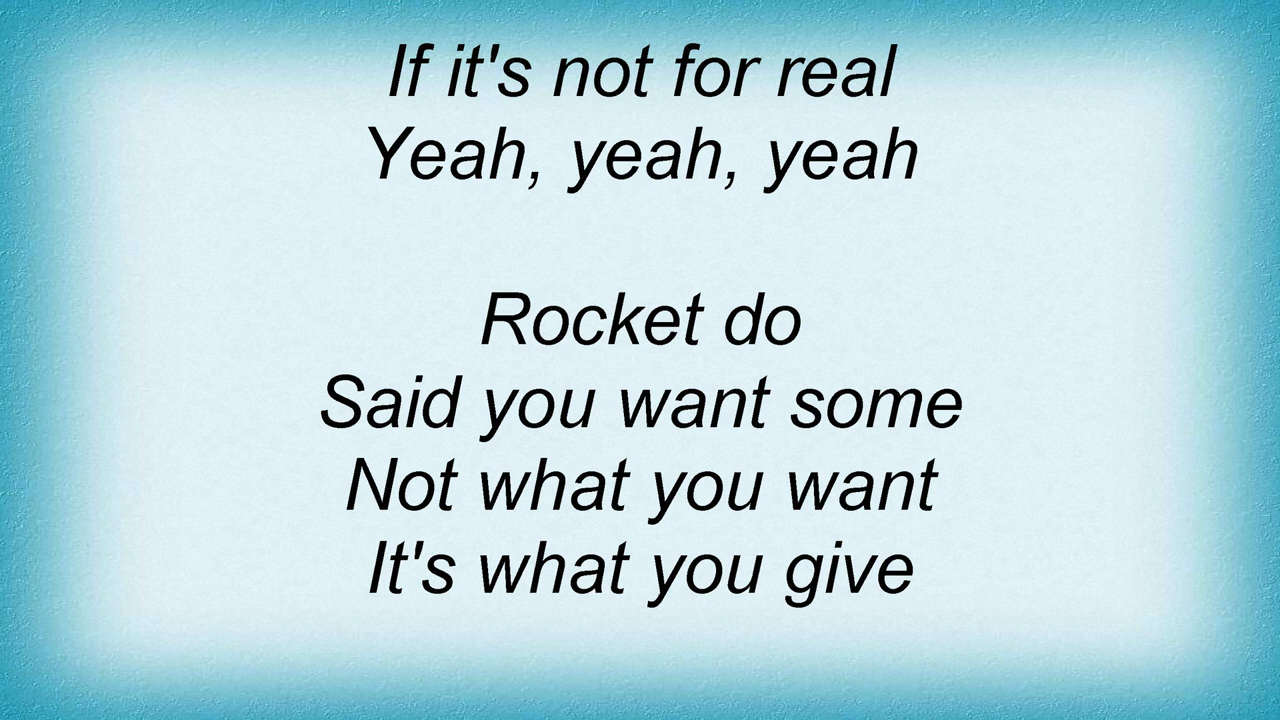 If it's not for real
Yeah, yeah, yeah
Rocket do
Said you want some
Not what you want
It's what you give